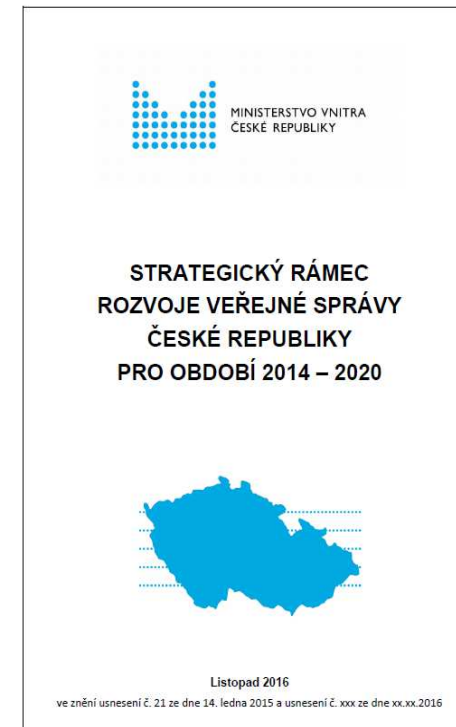 MINISTERSTVO VNITRA
ČESKÉ REPUBLIKY
STRATEGICKÝ RÁMEC
ROZVOJE VEŘEJNÉ SPRÁVY
ČESKÉ REPUBLIKY
PRO OBDOBÍ 2014 – 2020
Listopad 2016
ve znění usnesení č. 21 ze dne 14. ledna 2015 a usnesení č. xxx ze dne xx.xx.2016